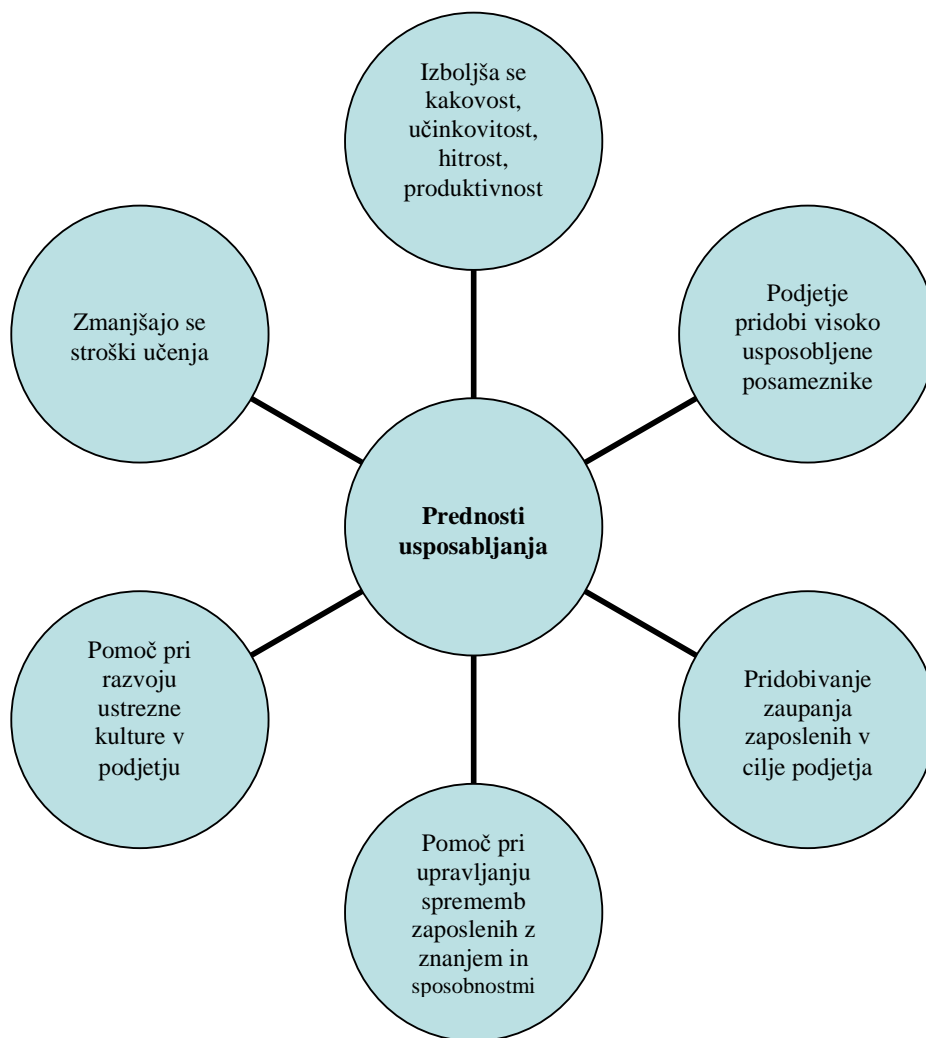 Izboljša se
kakovost,
učinkovitost,
hitrost,
produktivnost
Zmanjšajo se
stroški učenja
Podjetje
pridobi visoko
usposobljene
posameznike
Prednosti
usposabljanja
Pomoč pri
razvoju
ustrezne
kulture v
podjetju
Pridobivanje
zaupanja
zaposlenih v
cilje podjetja
Pomoč pri
upravljanju
sprememb
zaposlenih z
znanjem in
sposobnostmi